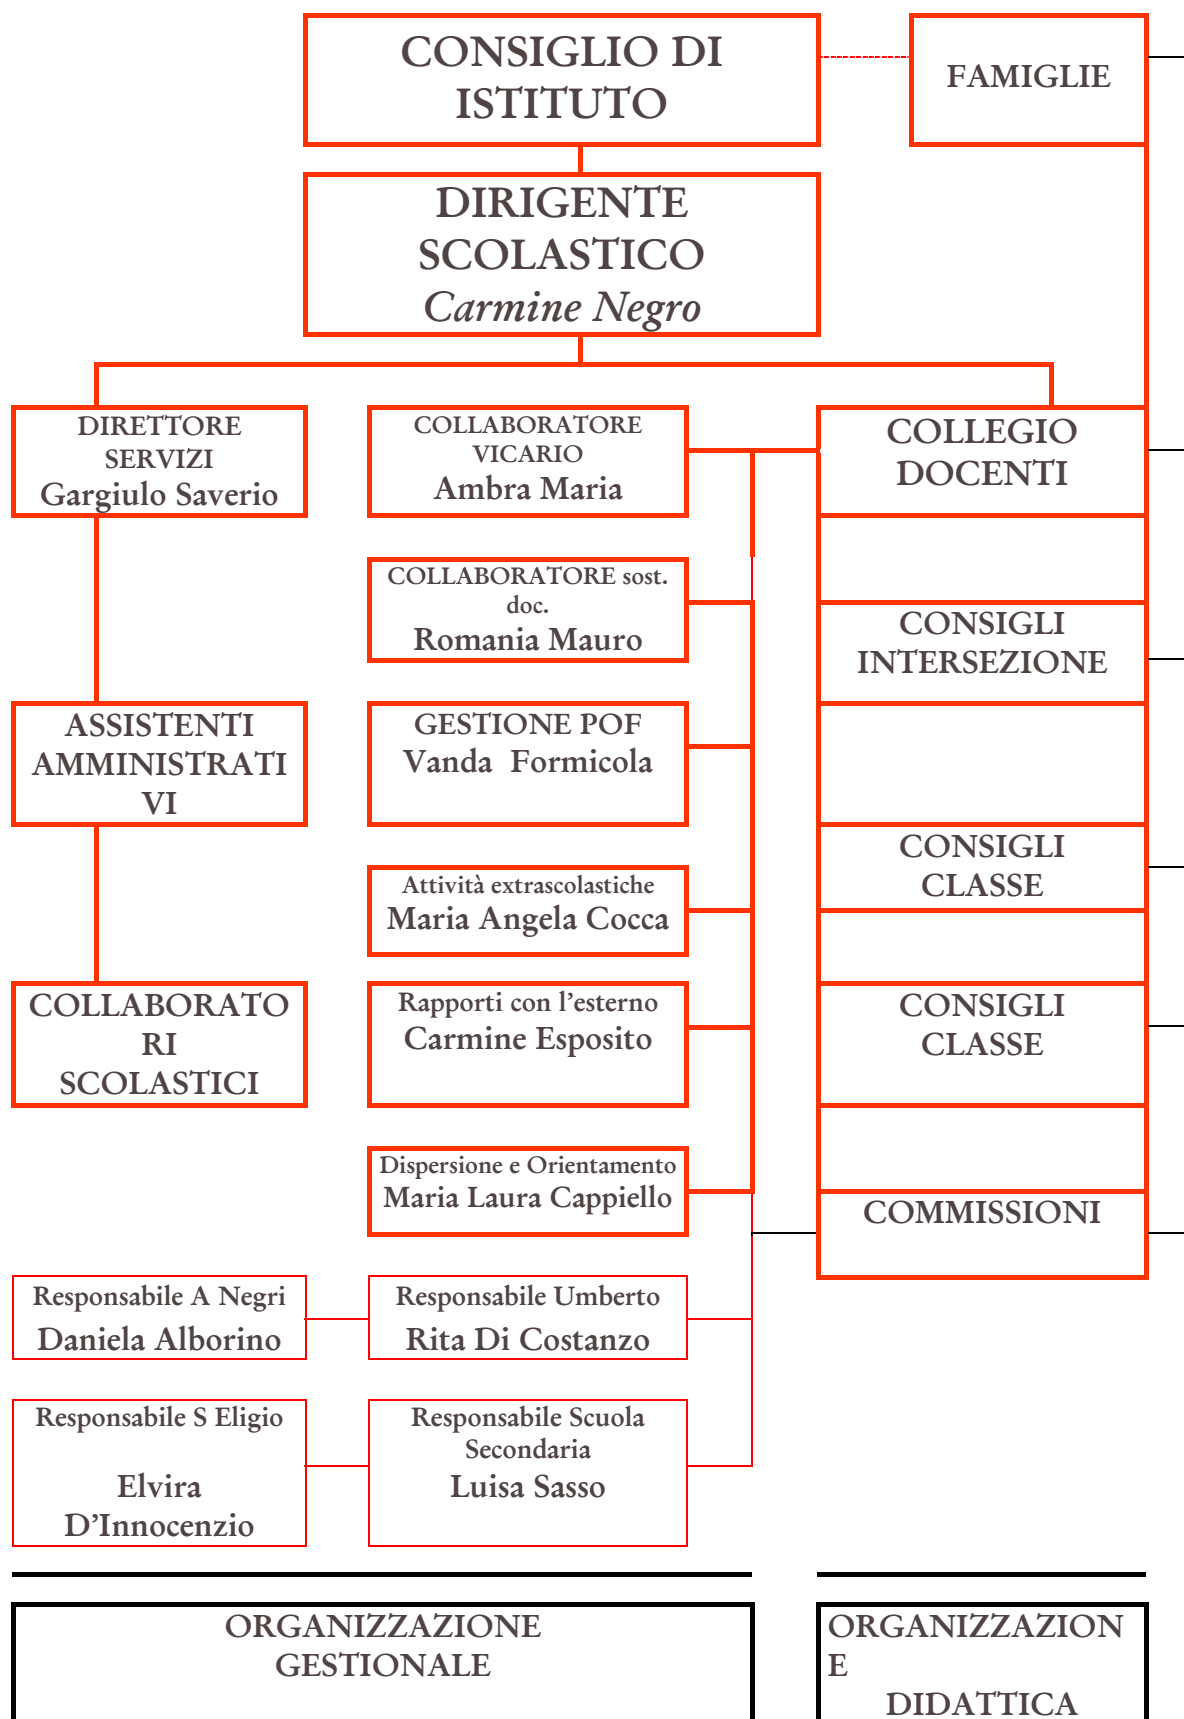 CONSIGLIO DI
ISTITUTO
FAMIGLIE
DIRIGENTE
SCOLASTICO
Carmine Negro
DIRETTORE
SERVIZI
Gargiulo Saverio
COLLABORATORE
VICARIO
Ambra Maria
COLLEGIO
DOCENTI
COLLABORATORE sost.
doc.
Romania Mauro
CONSIGLI
INTERSEZIONE
ASSISTENTI
AMMINISTRATI
VI
GESTIONE POF
Vanda  Formicola
CONSIGLI
CLASSE
Attività extrascolastiche
Maria Angela Cocca
COLLABORATO
RI
SCOLASTICI
Rapporti con l’esterno
Carmine Esposito
CONSIGLI
CLASSE
Dispersione e Orientamento
Maria Laura Cappiello
COMMISSIONI
Responsabile A Negri
Daniela Alborino
Responsabile Umberto
Rita Di Costanzo
Responsabile S Eligio
Elvira
D’Innocenzio
Responsabile Scuola
Secondaria
Luisa Sasso
ORGANIZZAZIONE
GESTIONALE
ORGANIZZAZION
E
DIDATTICA